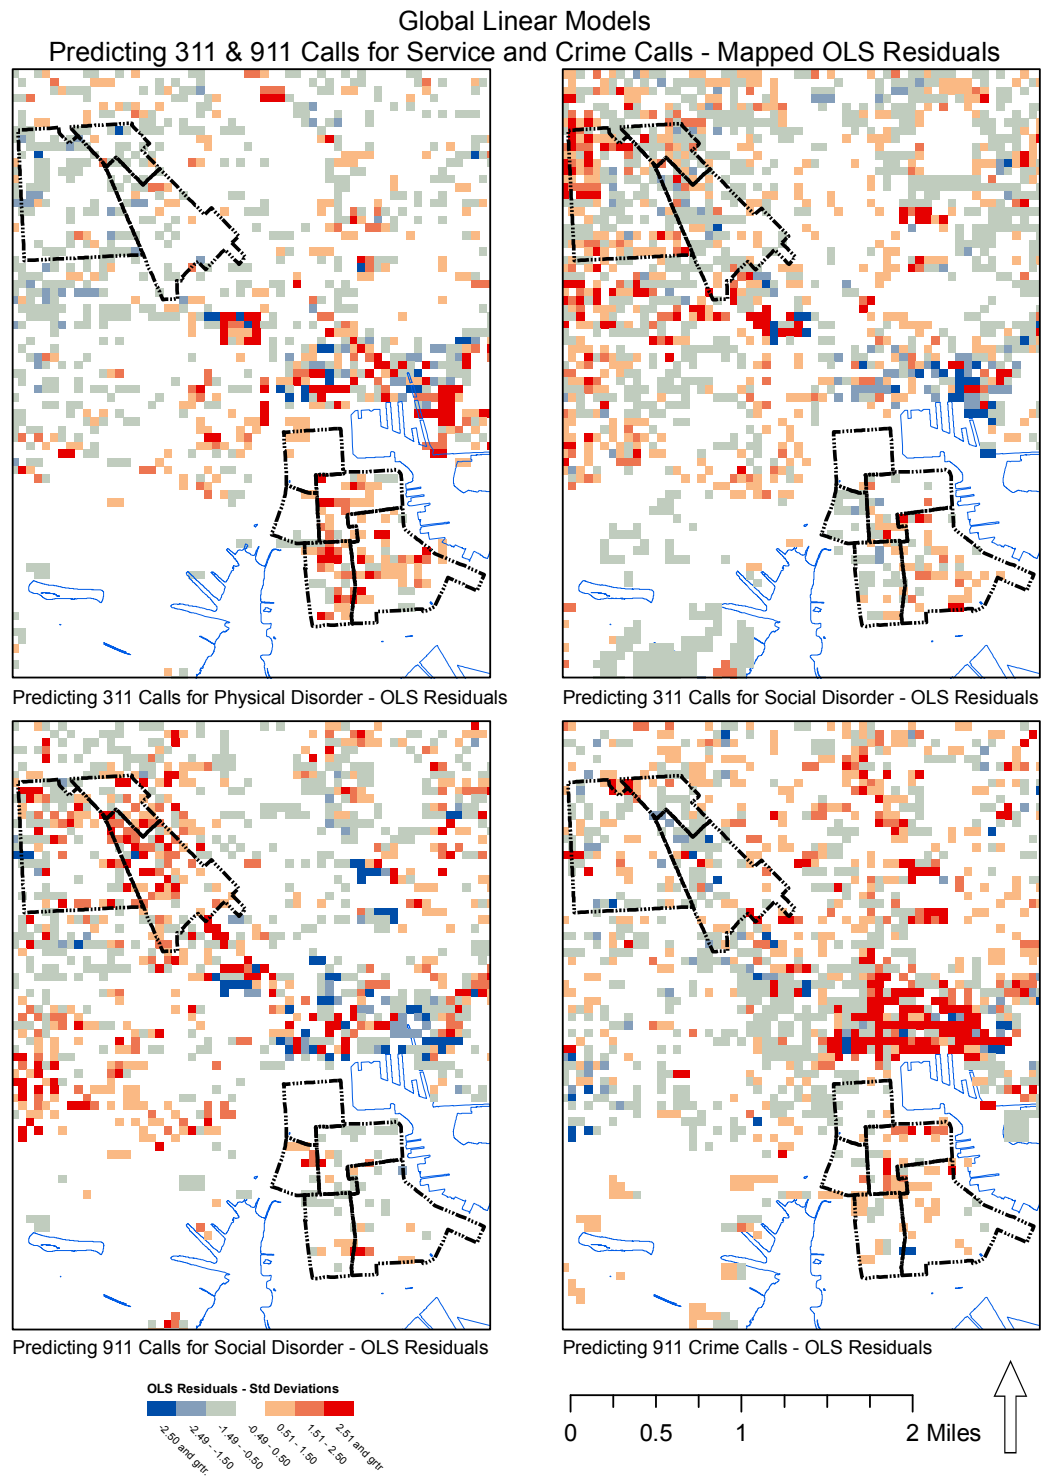 Global Linear Models
Predicting 311 & 911 Calls for Service and Crime Calls - Mapped OLS Residuals
Predicting 311 Calls for Physical Disorder - OLS Residuals
Predicting 311 Calls for Social Disorder - OLS Residuals
Predicting 911 Calls for Social Disorder - OLS Residuals
Predicting 911 Crime Calls - OLS Residuals
OLS Residuals - Std Deviations
-2.50 and grtr.
-2.49 - -1.50
-1.49 - -0.50
-0.49 - 0.50
0.51 - 1.50
1.51 - 2.50
2.51 and grtr
0 0.5 1 2 Miles